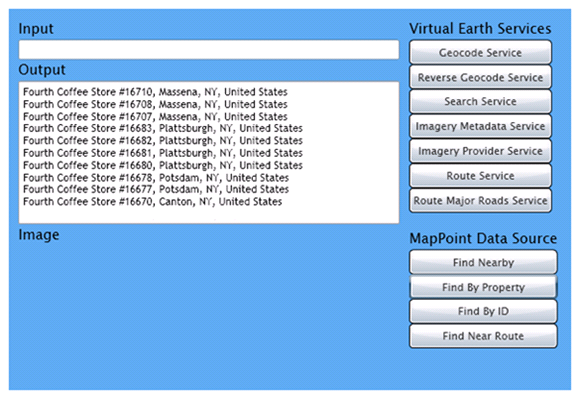 Input
Output
Fourth Coffee Store #16710, Massena, NY, United States
Fourth Coffee Store #16708, Massena, NY, United States
Fourth Coffee Store #16707, Massena, NY, United States
Fourth Coffee Store #16683, Plattsburgh, NY, United States
Fourth Coffee Store #16682, Plattsburgh, NY, United States
Fourth Coffee Store #16681, Plattsburgh, NY, United States
Fourth Coffee Store #16680, Plattsburgh, NY, United States
Fourth Coffee Store #16678, Potsdam, NY, United States
Fourth Coffee Store #16677, Potsdam, NY, United States
Fourth Coffee Store #16670, Canton, NY, United States
Image
Virtual Earth Services
Geocode Service
Reverse Geocode Service
Search Service
Imagery Metadata Service
Imagery Provider Service
Route Service
Route Major Roads Service
MapPoint Data Source
Find Nearby
Find By Property
Find By ID
Find Near Route